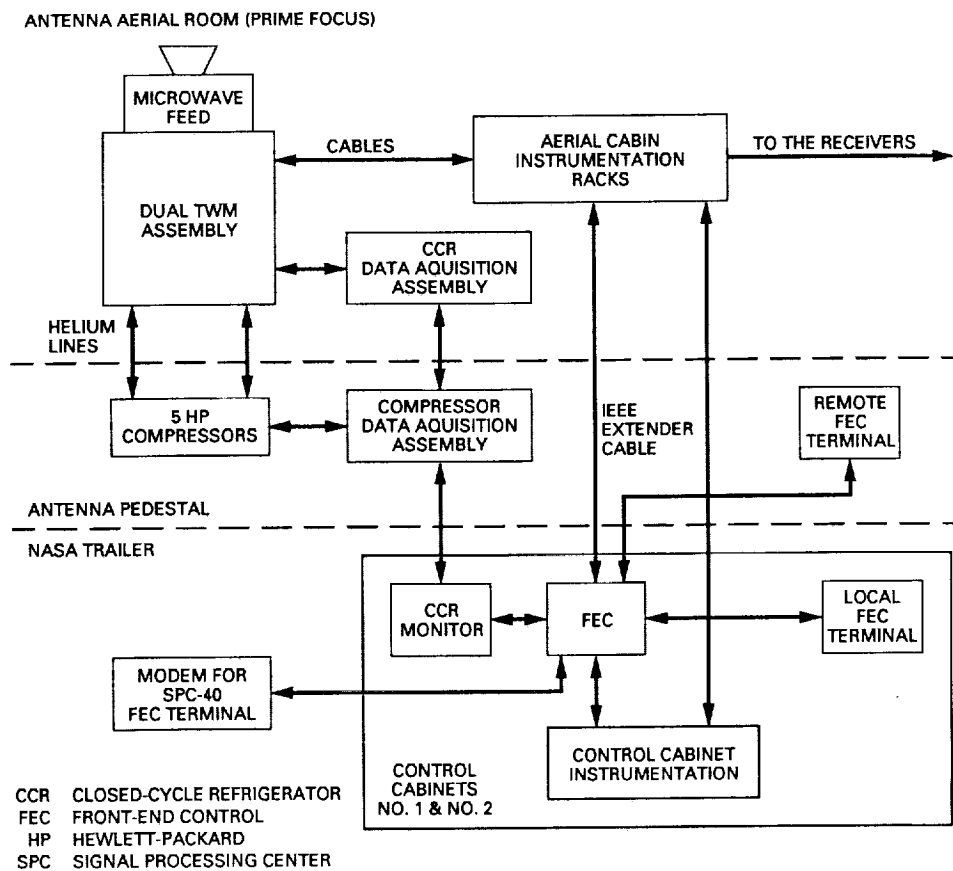 ANTENNA AERIAL ROOM (PRIME FOCUS)
MICROWAVE
FEED
CABLES
AERIAL CABIN
INSTRUMENTATION
RACKS
TO THE RECEIVERS
DUAL TWM
ASSEMBLY
CCR
DATA AQUISITION
ASSEMBLY
HELIUM
LINES
5 HP
COMPRESSORS
COMPRESSOR
DATA AQUISITION
ASSEMBLY
IEEE
EXTENDER
CABLE
REMOTE
FEC
TERMINAL
ANTENNA PEDESTAL
NASA TRAILER
CCR
MONITOR
FEC
LOCAL
FEC
TERMINAL
MODEM FOR
SPC-40
FEC TERMINAL
CONTROL CABINET
INSTRUMENTATION
CONTROL
CABINETS
NO. 1 & NO. 2
CCR CLOSED-CYCLE REFRIGERATOR
FEC FRONT-END CONTROL
HP HEWLETT-PACKARD
SPC SIGNAL PROCESSING CENTER